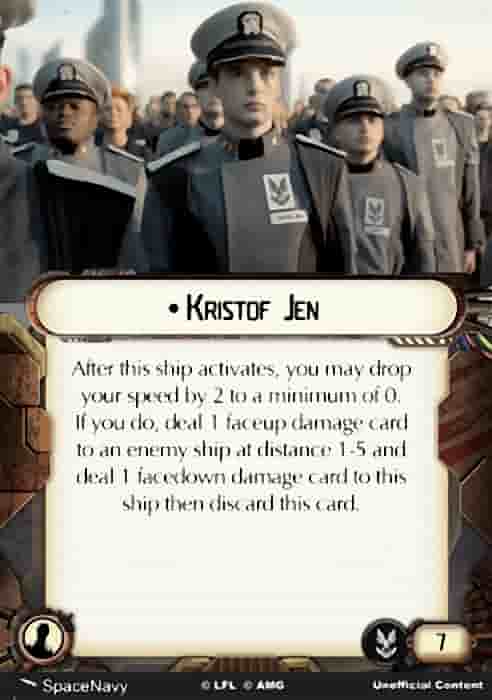 • Kristof Jen
After this ship activates, you may drop
your speed by 2 to a minimum of 0.
If you do, deal 1 faceup damage card
to an enemy ship at distance 1-5 and
deal 1 facedown damage card to this
ship then discard this card.
7
SpaceNavy
© LFL © AMG
Unofficial Content